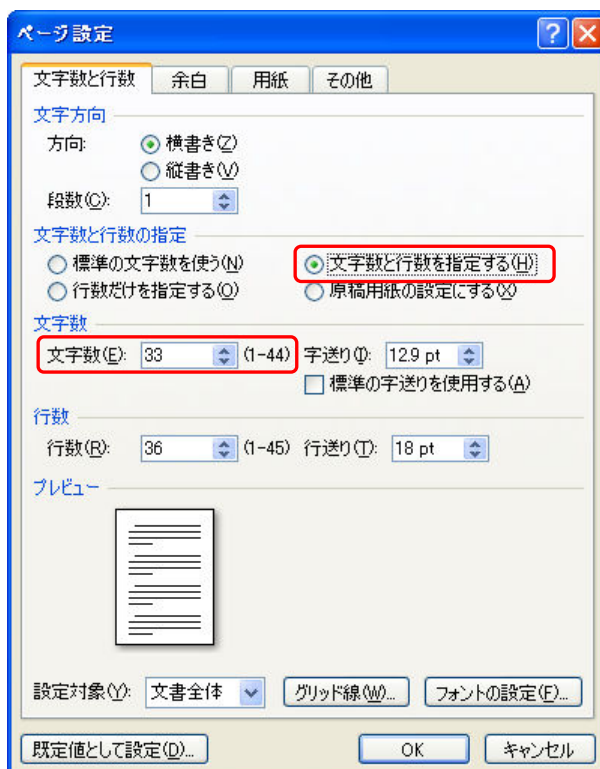 ページ設定
文字数と行数 余白 用紙 その他
文字方向
方向: 横書き(Z)
縦書き(V)
段数(C): 1
文字数と行数の指定
標準の文字数を使う(N) 文字数と行数を指定する(H)
行数だけを指定する(O) 原稿用紙の設定にする(X)
文字数
文字数(E): 33 (1-44) 字送り(I): 12.9 pt
標準の字送りを使用する(A)
行数
行数(R): 36 (1-45) 行送り(T): 18 pt
プレビュー
設定対象(Y): 文書全体 グリッド線(W)... フォントの設定(F)...
既定値として設定(D)... OK キャンセル